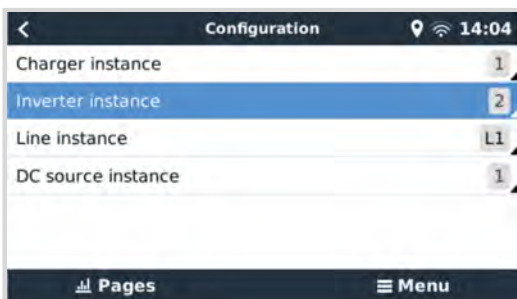 Configuration 14:04
Charger instance 1
Inverter instance 2
Line instance L1
DC source instance 1
Pages Menu